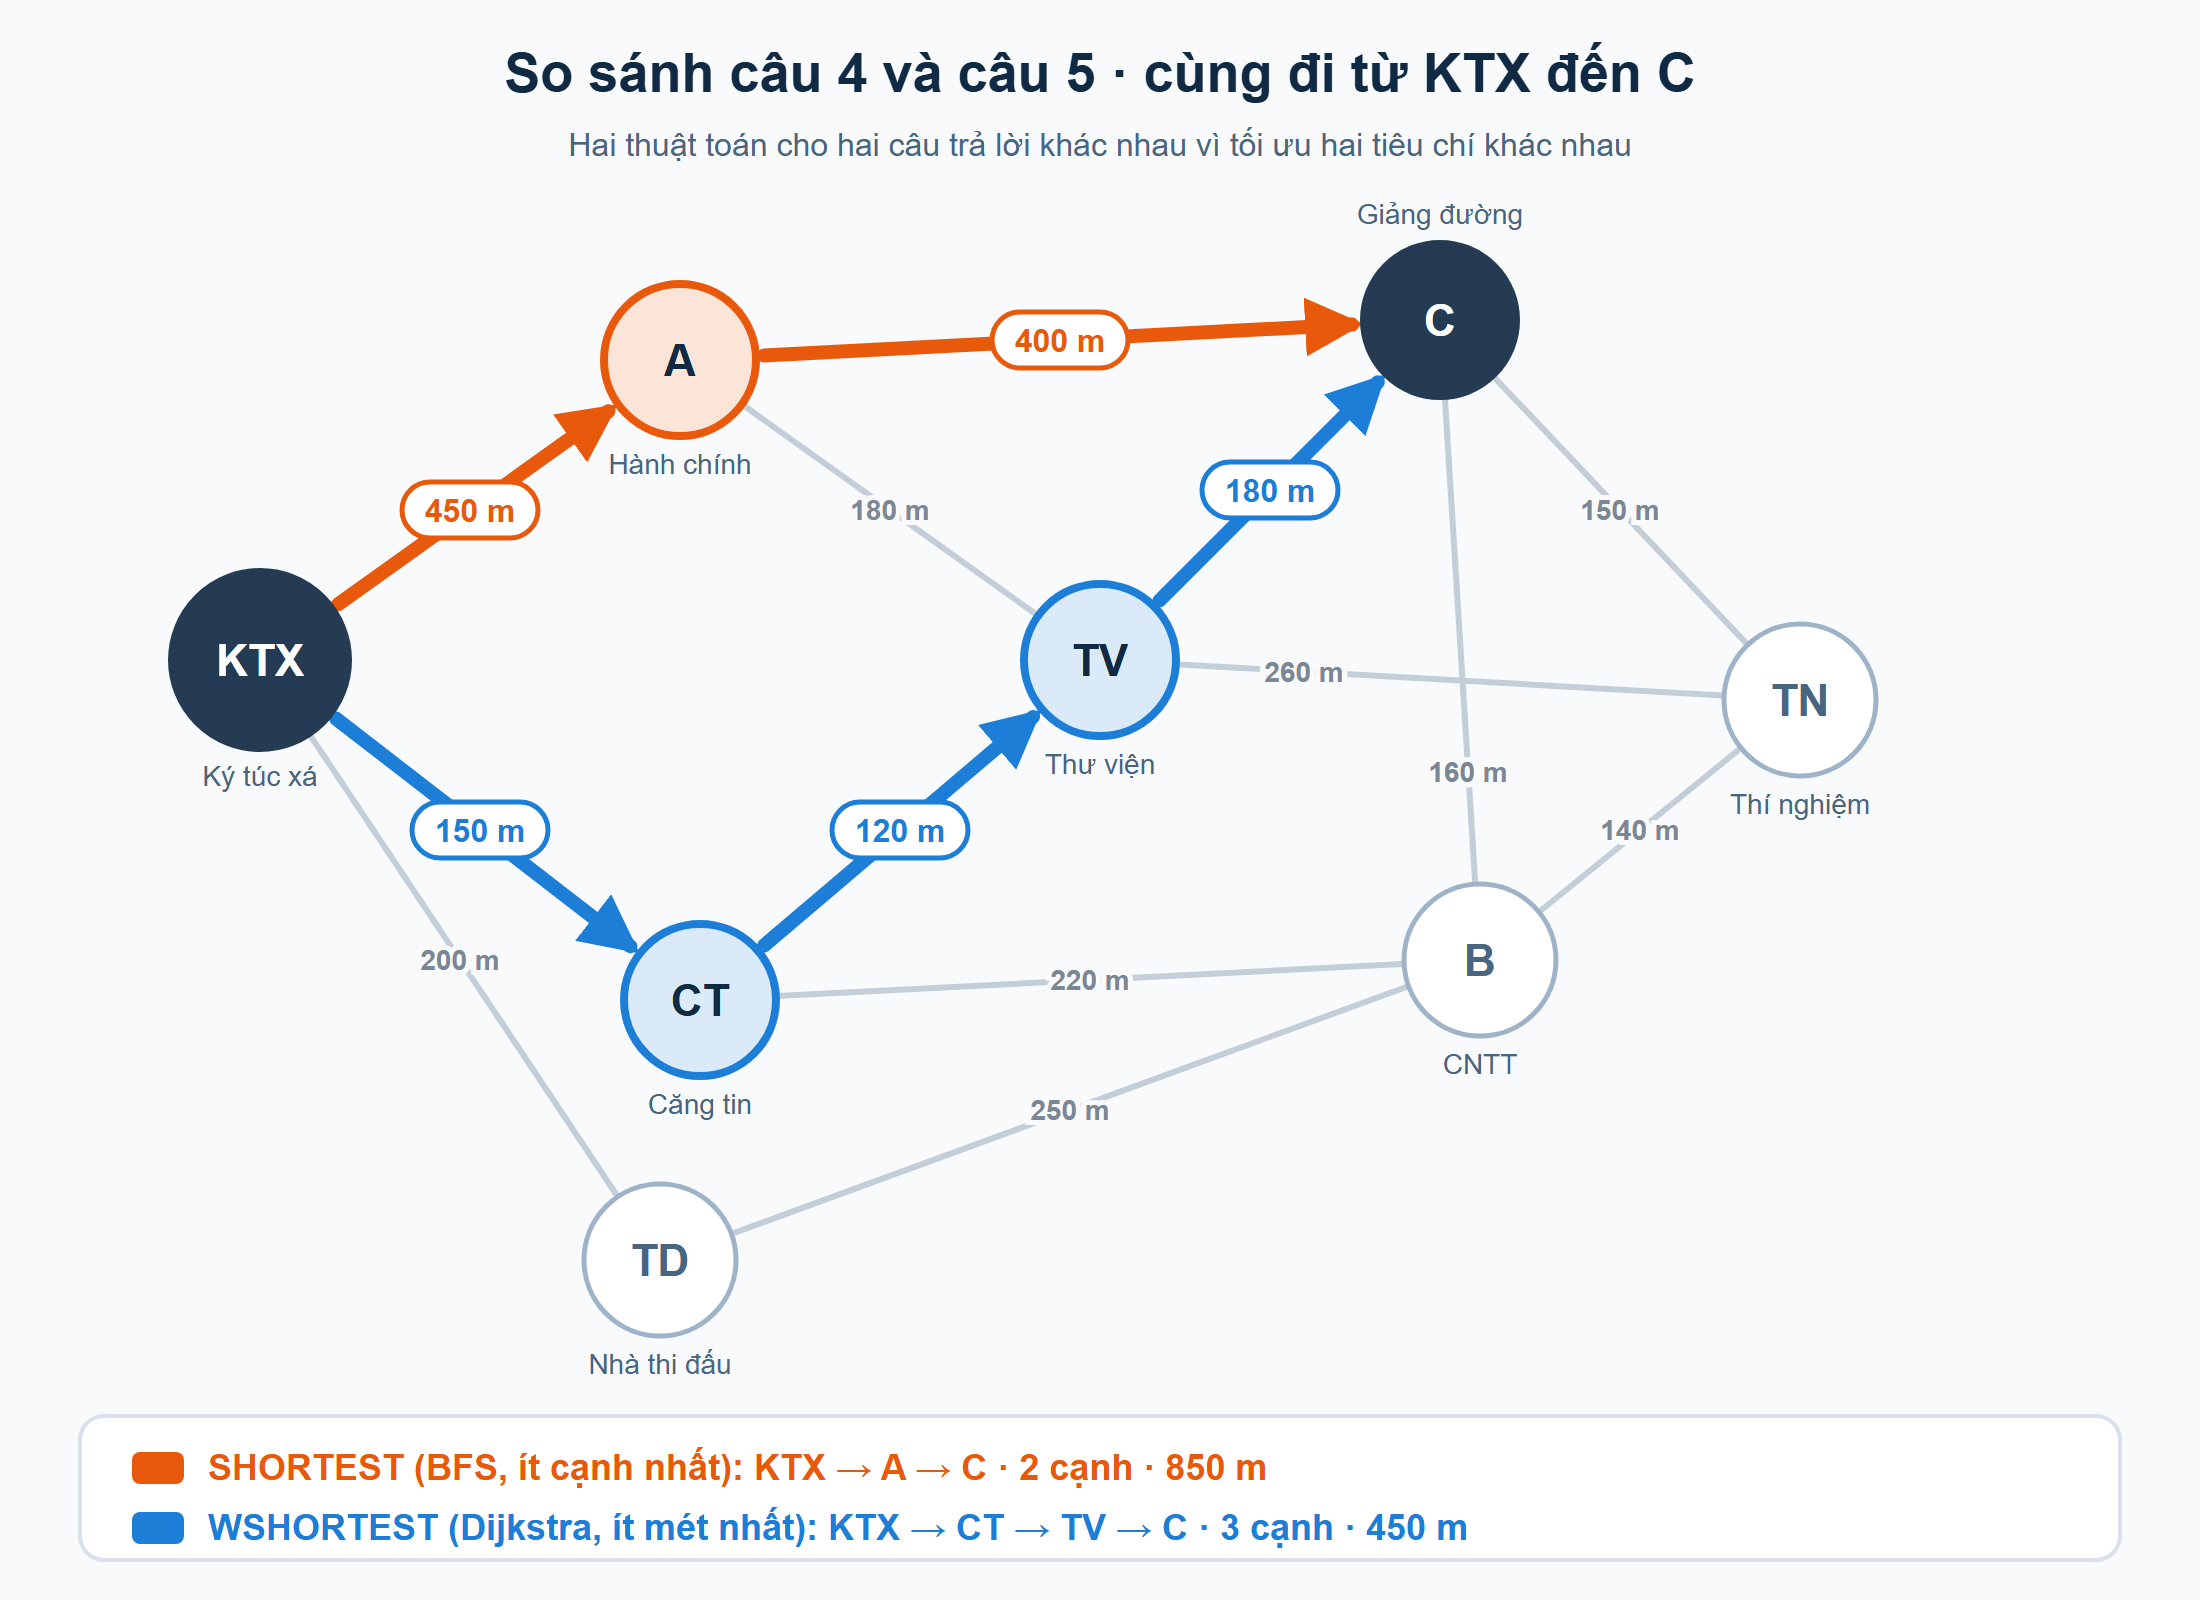 So sánh câu 4 và câu 5 · cùng đi từ KTX đến C
Hai thuật toán cho hai câu trả lời khác nhau vì tối ưu hai tiêu chí khác nhau
Giảng đường
C
A
400 m
Hành chính
450 m
180 m
180 m
150 m
KTX
Ký túc xá
TV
Thư viện
260 m
TN
Thí nghiệm
160 m
150 m
120 m
140 m
200 m
CT
Căng tin
220 m
B
CNTT
250 m
TD
Nhà thi đấu
SHORTEST (BFS, ít cạnh nhất): KTX → A → C · 2 cạnh · 850 m
WSHORTEST (Dijkstra, ít mét nhất): KTX → CT → TV → C · 3 cạnh · 450 m